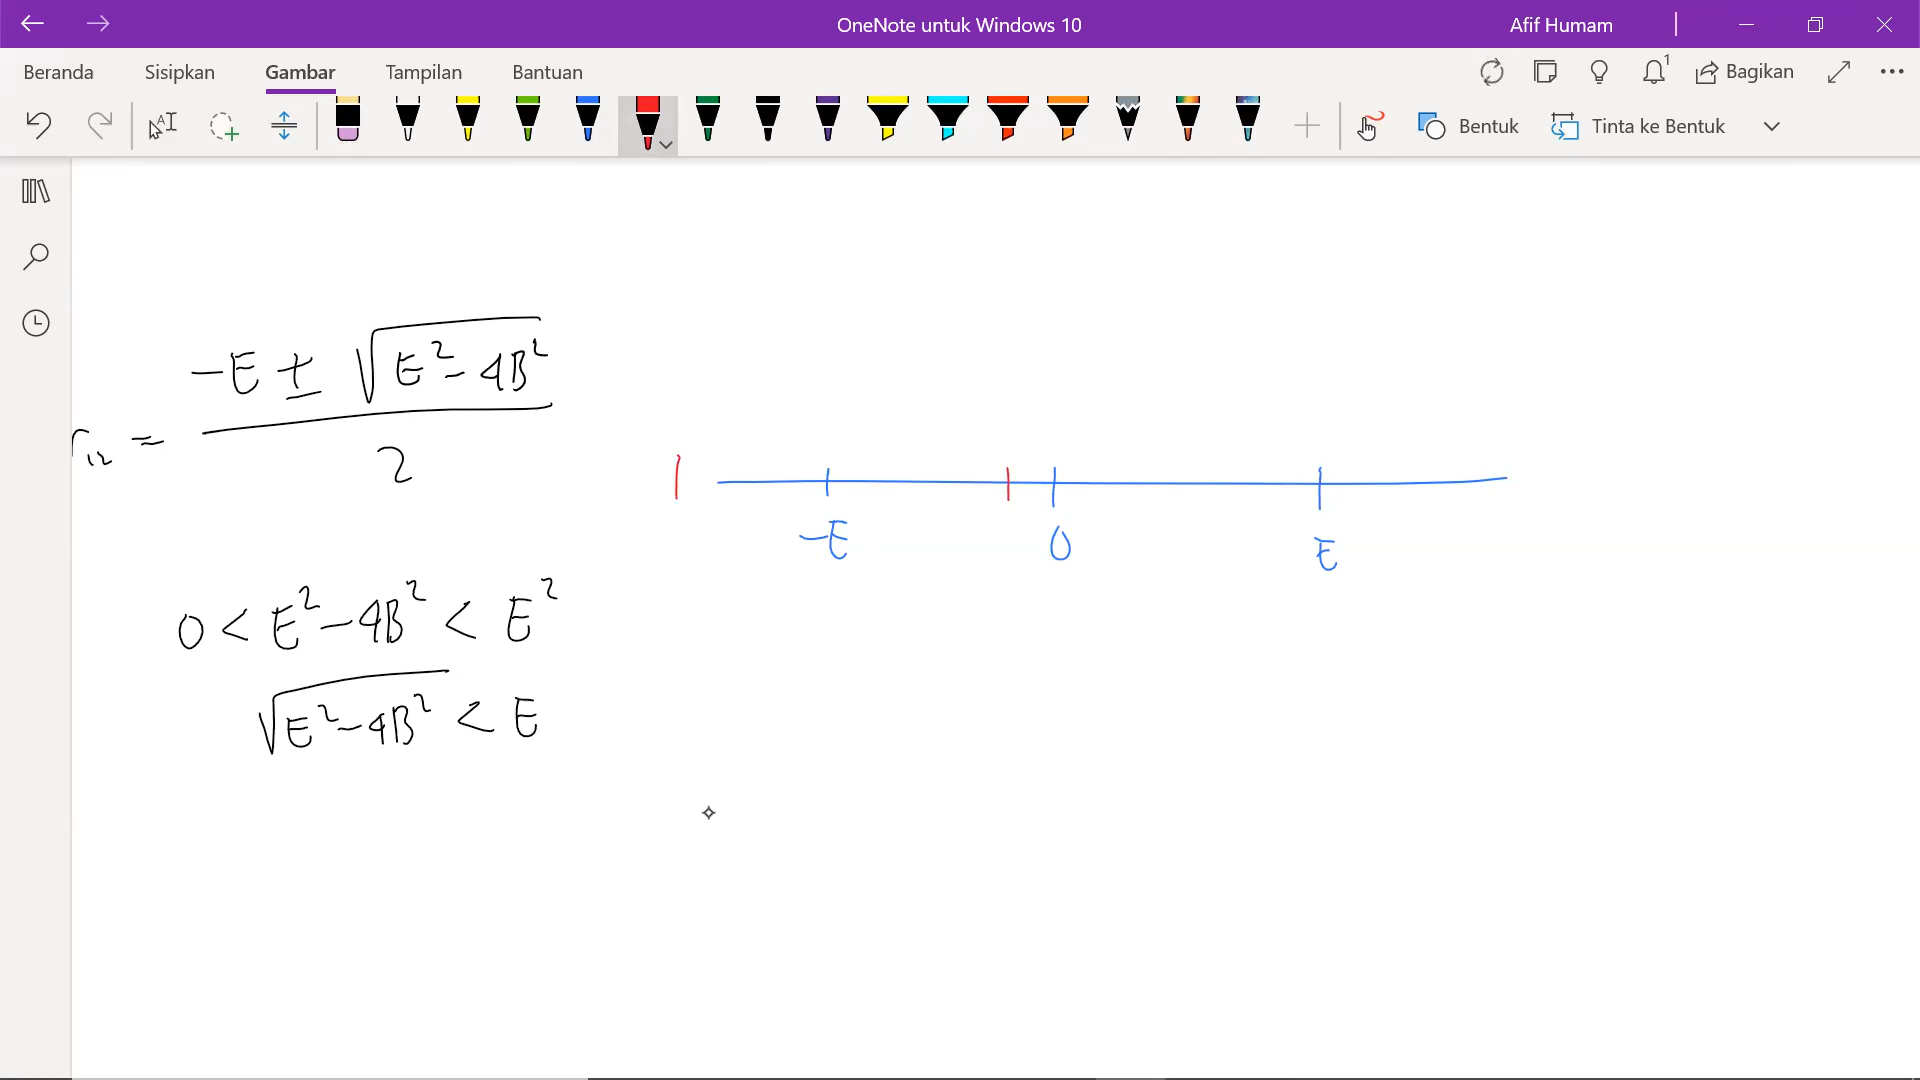 OneNote untuk Windows 10
Afif Humam
Beranda Sisipkan Gambar Tampilan Bantuan
1
Bagikan
Bentuk
Tinta ke Bentuk
r₁₂ = (-E ± √(E² - 4B²)) / 2
-E 0 E
0 < E² - 4B² < E²
√(E² - 4B²) < E